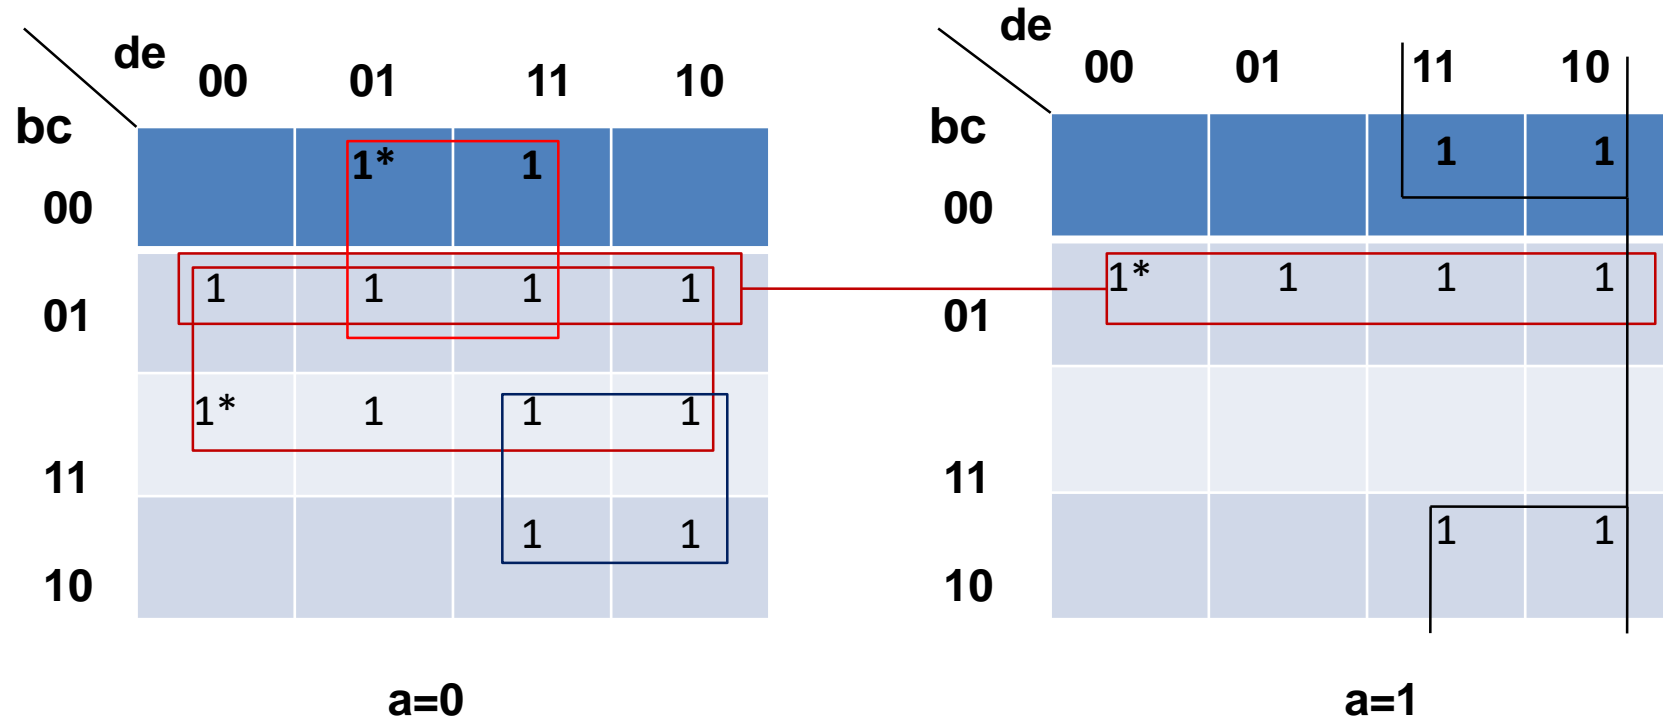 de
00 01 11 10
bc
00 1* 1
01 1 1 1 1
11 1* 1 1 1
10 1 1
a=0
de
00 01 11 10
bc
00 1 1
01 1* 1 1 1
11
10 1 1
a=1